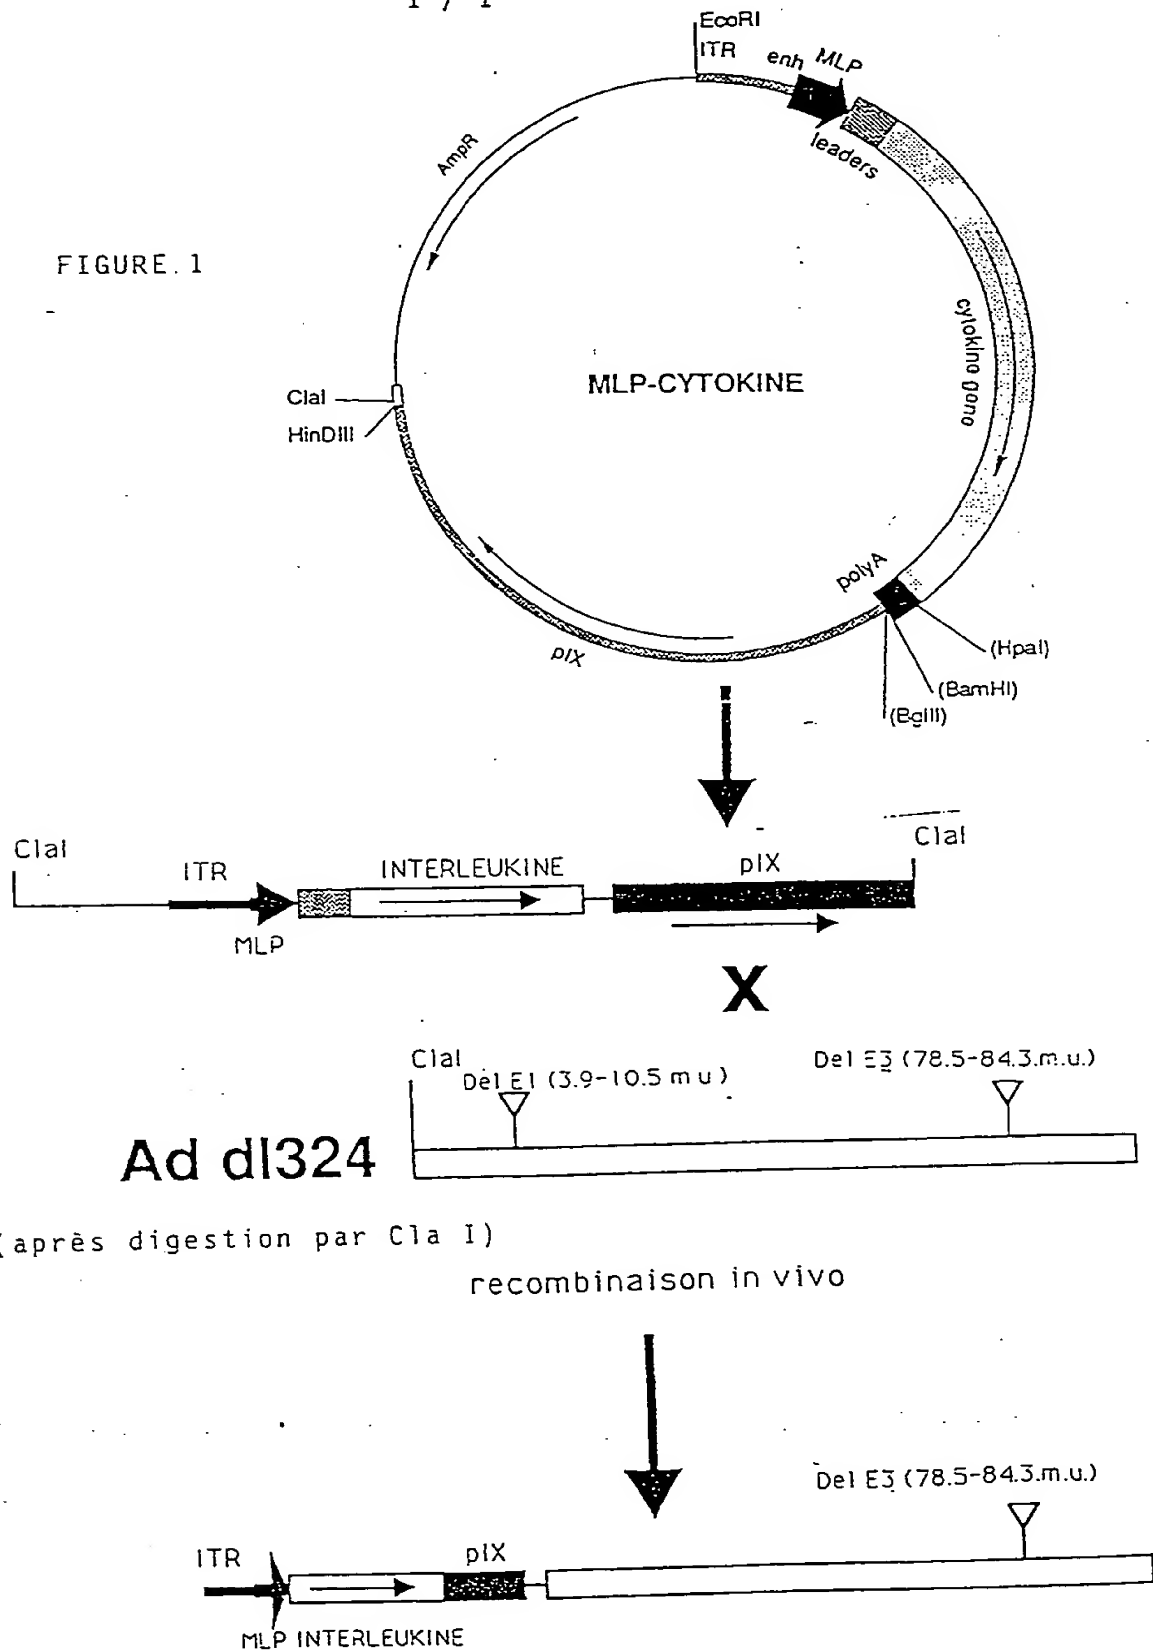 1 / 1
EcoRI
ITR
enh MLP
leaders
AmpR
FIGURE.1
cytokino gono
MLP-CYTOKINE
ClaI
HinDIII
polyA
pIX
(HpaI)
(BamHI)
(BglII)
ClaI
ClaI
ITR
INTERLEUKINE
pIX
MLP
X
ClaI
Del E1 (3.9-10.5 m u)
Del E3 (78.5-84.3.m.u.)
Ad dl324
(après digestion par Cla I)
recombinaison in vivo
Del E3 (78.5-84.3.m.u.)
ITR
pIX
MLP INTERLEUKINE